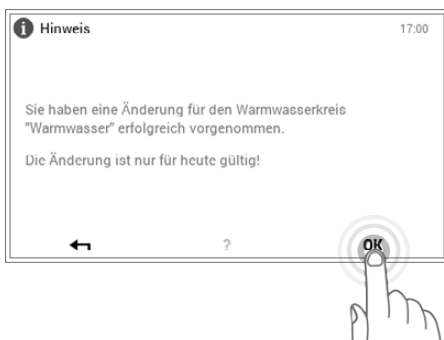 i Hinweis 17:00
Sie haben eine Änderung für den Warmwasserkreis
"Warmwasser" erfolgreich vorgenommen.
Die Änderung ist nur für heute gültig!
? OK